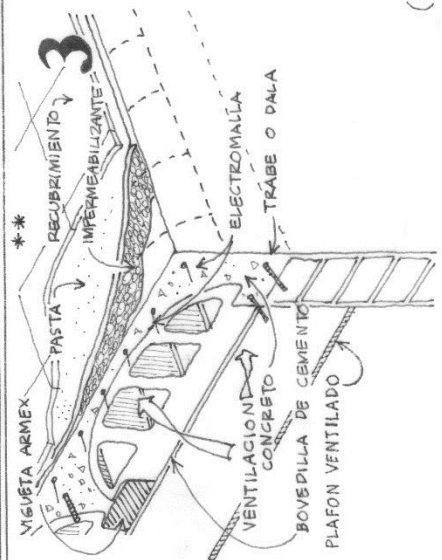 **
3
VIGUETA ARMEX
PASTA
RECUBRIMIENTO
IMPERMEABILIZANTE
ELECTROMALLA
TRABE O DALA
VENTILACION
CONCRETO
BOVEDILLA DE CEMENTO
PLAFON VENTILADO